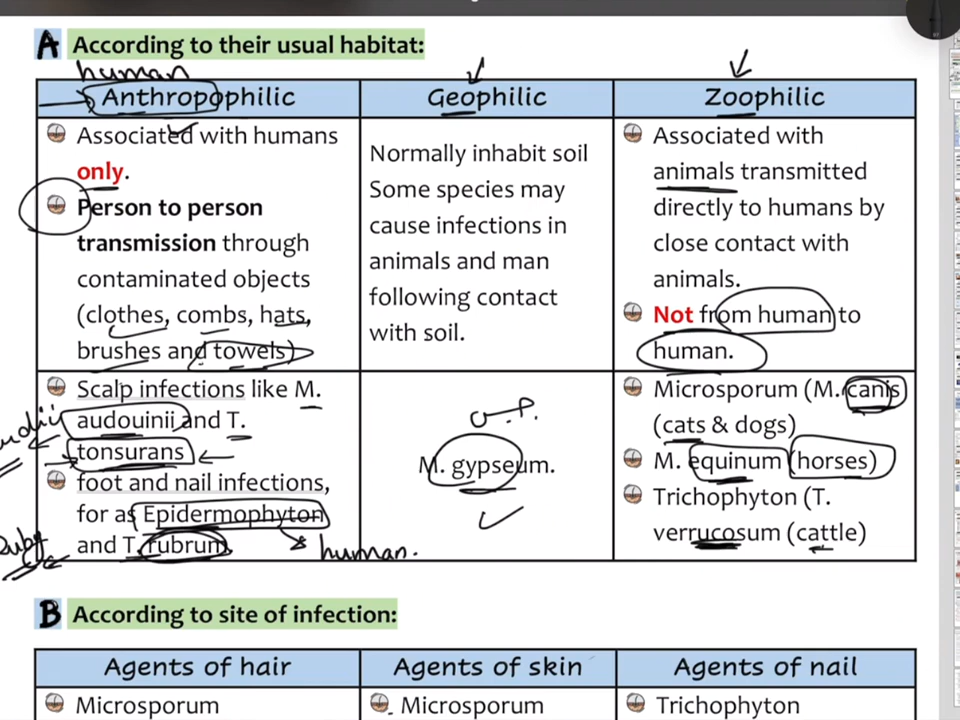 A According to their usual habitat:
human
Anthropophilic
Geophilic
Zoophilic
Associated with humans
only.
Person to person
transmission through
contaminated objects
(clothes, combs, hats,
brushes and towels)
Normally inhabit soil
Some species may
cause infections in
animals and man
following contact
with soil.
Associated with
animals transmitted
directly to humans by
close contact with
animals.
Not from human to
human.
Scalp infections like M.
audouinii and T.
tonsurans
foot and nail infections,
for as Epidermophyton
and T. rubrum
human.
M. gypseum.
Microsporum (M. canis
(cats & dogs)
M. equinum (horses)
Trichophyton (T.
verrucosum (cattle)
B According to site of infection:
Agents of hair
Agents of skin
Agents of nail
Microsporum
Microsporum
Trichophyton